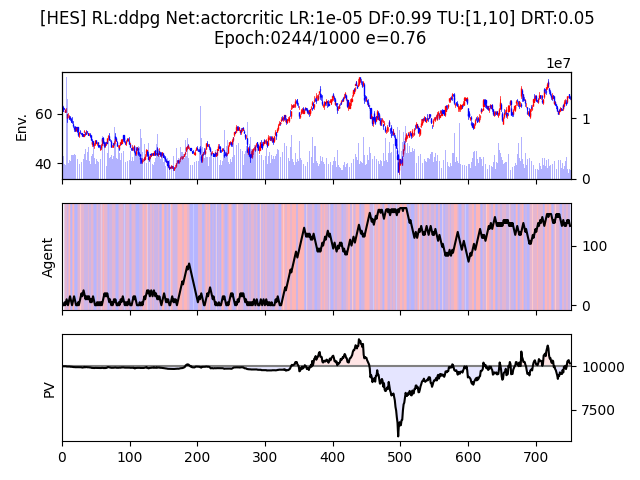 [HES] RL:ddpg Net:actorcritic LR:1e-05 DF:0.99 TU:[1,10] DRT:0.05
Epoch:0244/1000 e=0.76
1e7
Env.
60
40
1
0
Agent
100
0
PV
10000
7500
0 100 200 300 400 500 600 700